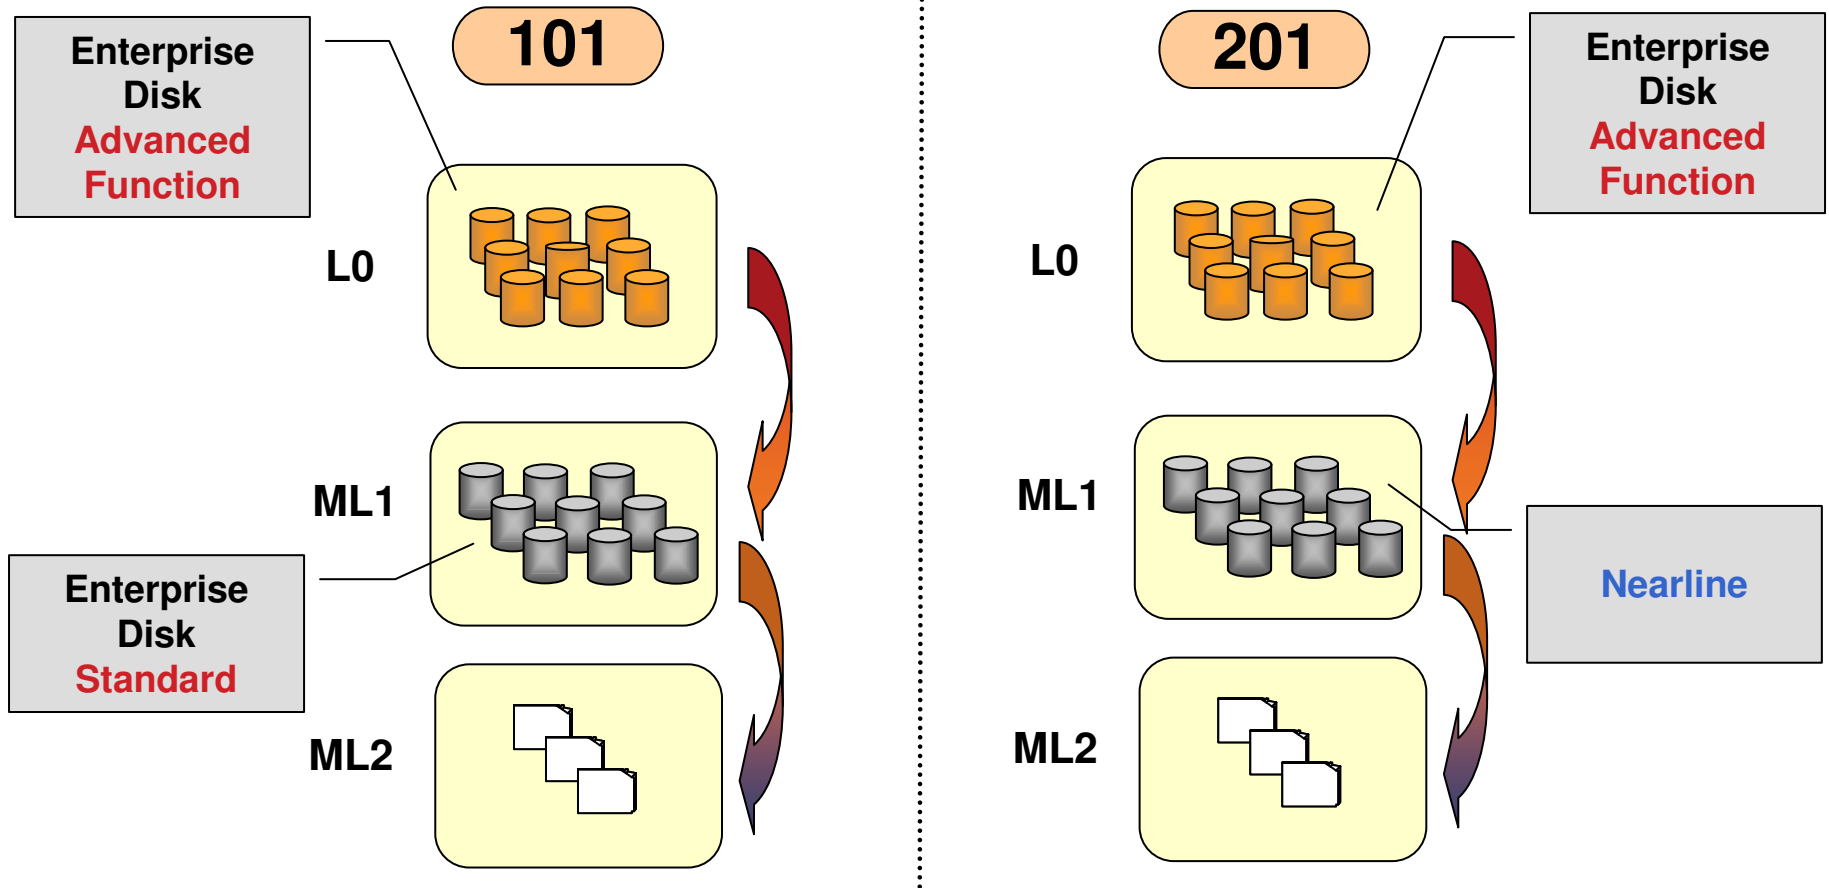 101
Enterprise
Disk
Advanced
Function
L0
ML1
Enterprise
Disk
Standard
ML2
201
Enterprise
Disk
Advanced
Function
L0
ML1
Nearline
ML2